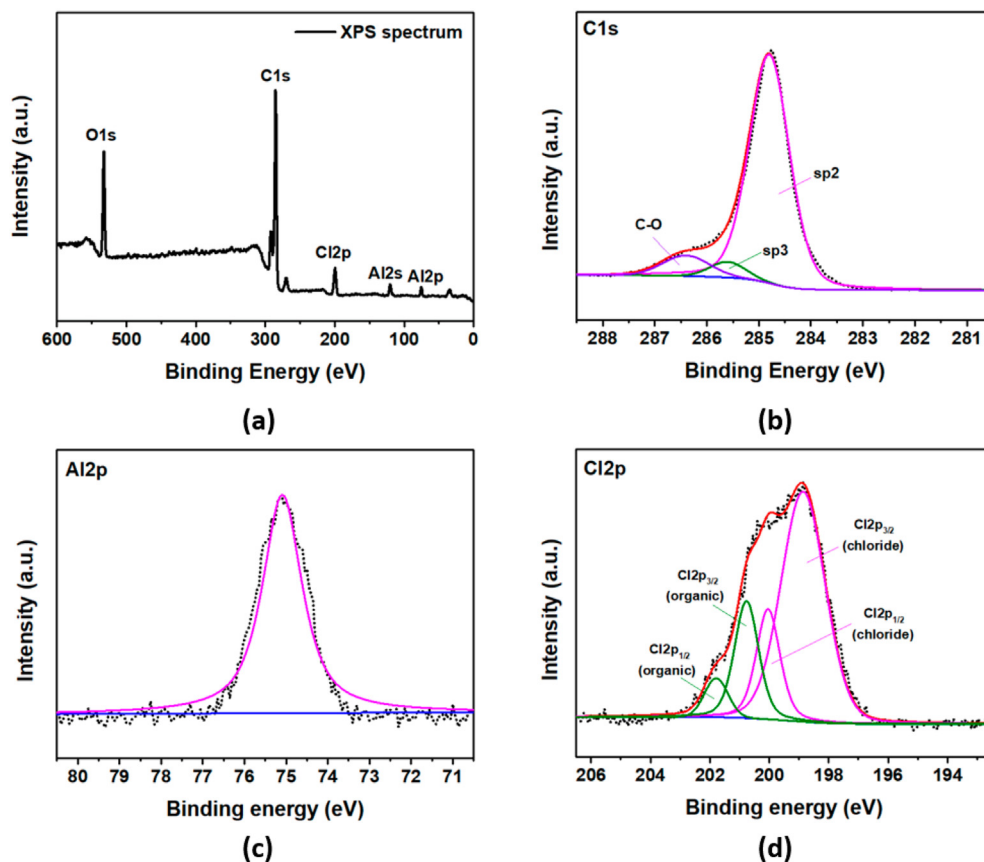 XPS spectrum
C1s
O1s
Cl2p
Al2s
Al2p
Intensity (a.u.)
600
500
400
300
200
100
0
Binding Energy (eV)
(a)
C1s
sp2
C-O
sp3
Intensity (a.u.)
288
287
286
285
284
283
282
281
Binding Energy (eV)
(b)
Al2p
Intensity (a.u.)
80
79
78
77
76
75
74
73
72
71
Binding energy (eV)
(c)
Cl2p
Cl2p3/2
(chloride)
Cl2p3/2
(organic)
Cl2p1/2
(chloride)
Cl2p1/2
(organic)
Intensity (a.u.)
206
204
202
200
198
196
194
Binding energy (eV)
(d)